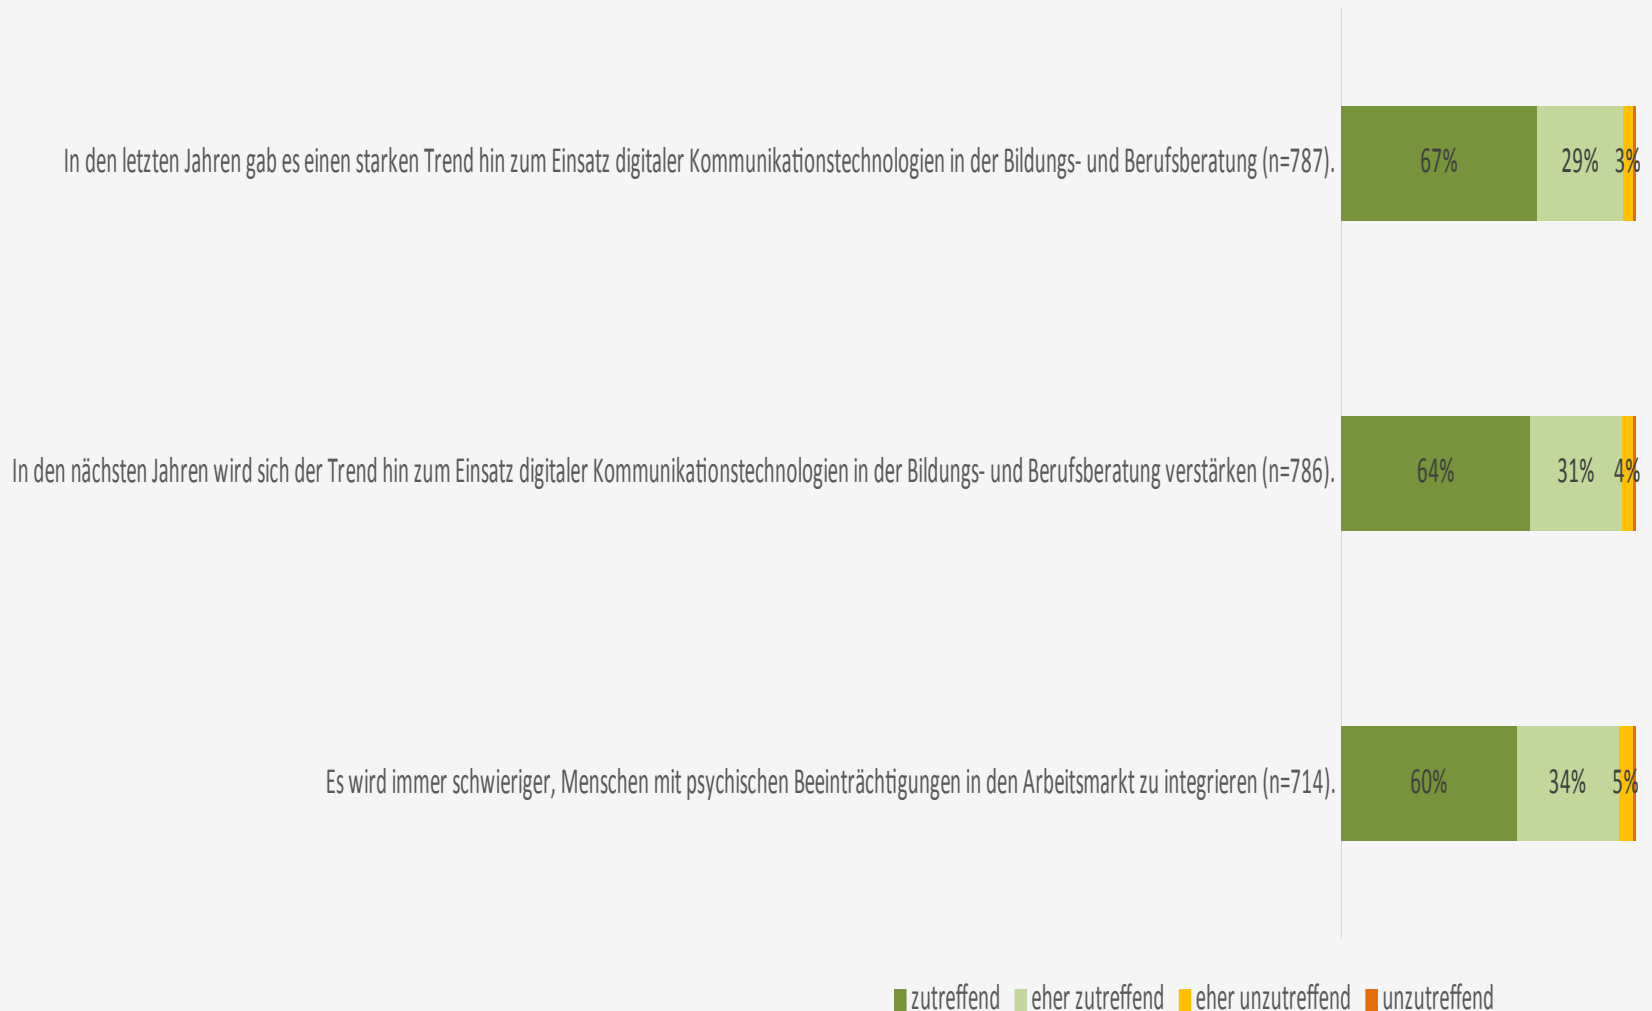 In den letzten Jahren gab es einen starken Trend hin zum Einsatz digitaler Kommunikationstechnologien in der Bildungs- und Berufsberatung (n=787). 67% 29% 3%
In den nächsten Jahren wird sich der Trend hin zum Einsatz digitaler Kommunikationstechnologien in der Bildungs- und Berufsberatung verstärken (n=786). 64% 31% 4%
Es wird immer schwieriger, Menschen mit psychischen Beeinträchtigungen in den Arbeitsmarkt zu integrieren (n=714). 60% 34% 5%
zutreffend eher zutreffend eher unzutreffend unzutreffend